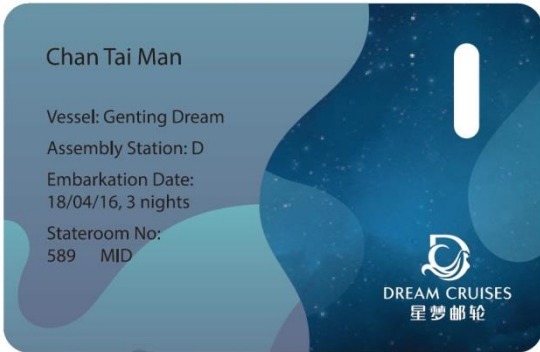 Chan Tai Man
Vessel: Genting Dream
Assembly Station: D
Embarkation Date:
18/04/16, 3 nights
Stateroom No:
589 MID
DREAM CRUISES
星梦邮轮